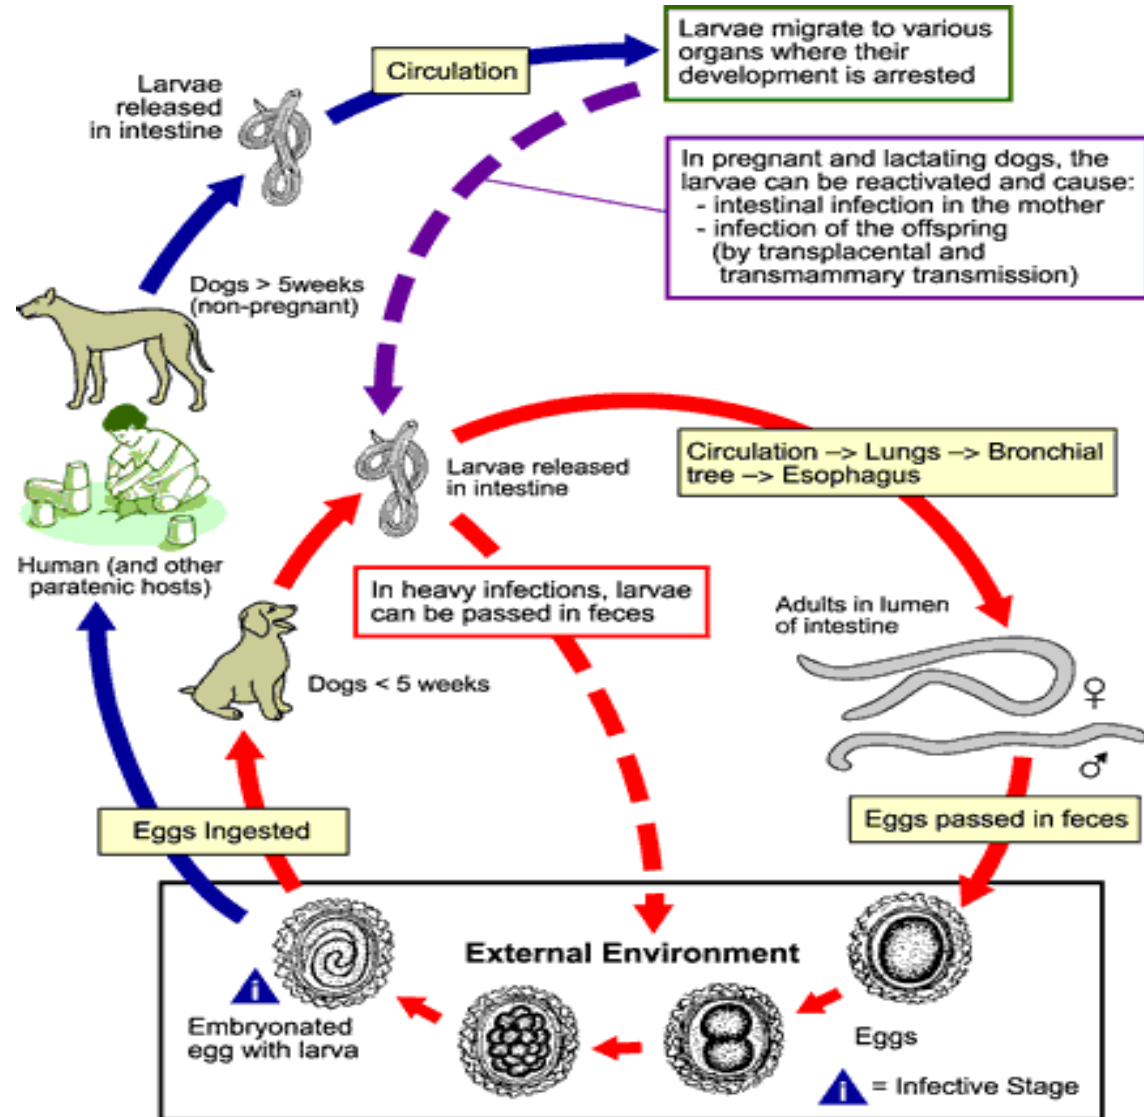 Larvae migrate to various
organs where their
development is arrested
Circulation
Larvae
released
in intestine
In pregnant and lactating dogs, the
larvae can be reactivated and cause:
- intestinal infection in the mother
- infection of the offspring
(by transplacental and
transmammary transmission)
Dogs > 5weeks
(non-pregnant)
Circulation –> Lungs –> Bronchial
tree –> Esophagus
Larvae released
in intestine
Human (and other
paratenic hosts)
In heavy infections, larvae
can be passed in feces
Adults in lumen
of intestine
♀
♂
Dogs < 5 weeks
Eggs Ingested
Eggs passed in feces
External Environment
i
Embryonated
egg with larva
Eggs
i = Infective Stage